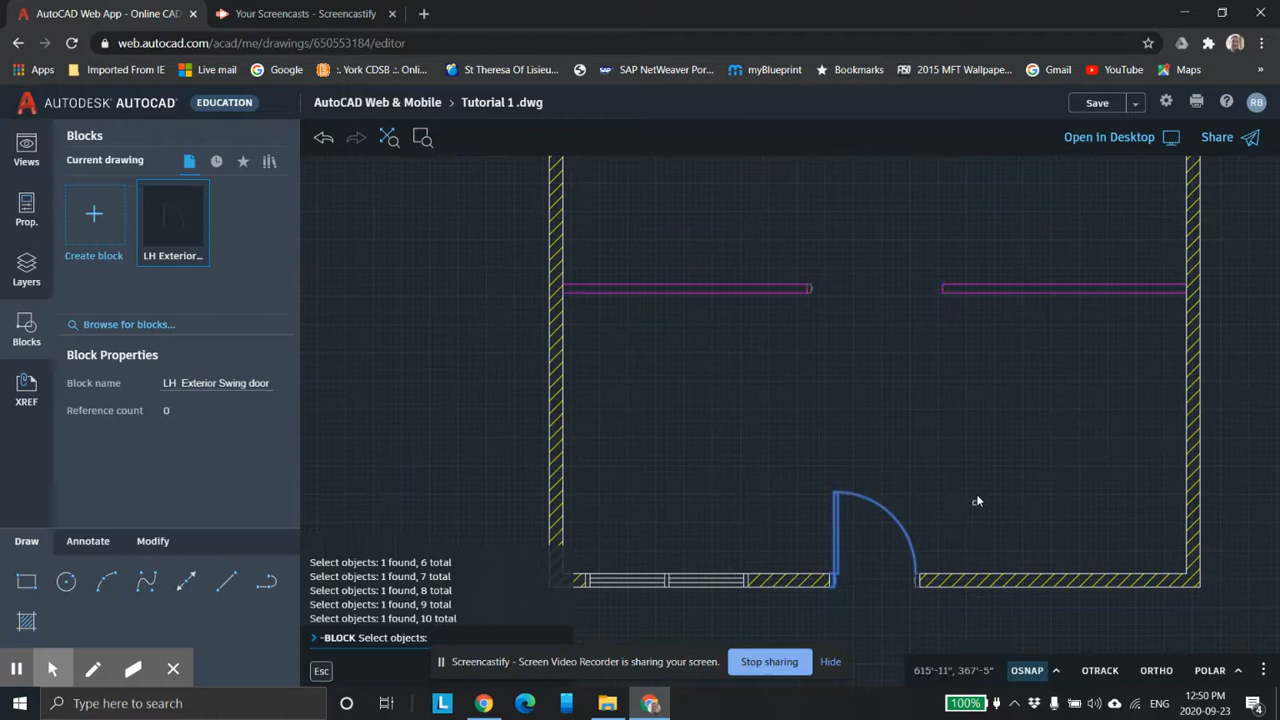 AutoCAD Web App - Online CAD
Your Screencasts - Screencastify
web.autocad.com/acad/me/drawings/650553184/editor
Apps
Imported From IE
Live mail
Google
:. York CDSB :. Onli...
St Theresa Of Lisieu...
SAP NetWeaver Por...
myBlueprint
Bookmarks
2015 MFT Wallpape...
Gmail
YouTube
Maps
AUTODESK® AUTOCAD®
EDUCATION
AutoCAD Web & Mobile > Tutorial 1 .dwg
Save
RB
Views
Prop.
Layers
Blocks
XREF
Blocks
Current drawing
Create block
LH Exterior...
Browse for blocks...
Block Properties
Block name LH Exterior Swing door
Reference count 0
Open in Desktop
Share
Draw Annotate Modify
Select objects: 1 found, 6 total
Select objects: 1 found, 7 total
Select objects: 1 found, 8 total
Select objects: 1 found, 9 total
Select objects: 1 found, 10 total
-BLOCK Select objects:
Esc
Screencastify - Screen Video Recorder is sharing your screen.
Stop sharing
Hide
615'-11", 367'-5"
OSNAP
OTRACK
ORTHO
POLAR
Type here to search
L
100%
ENG
12:50 PM
2020-09-23
4